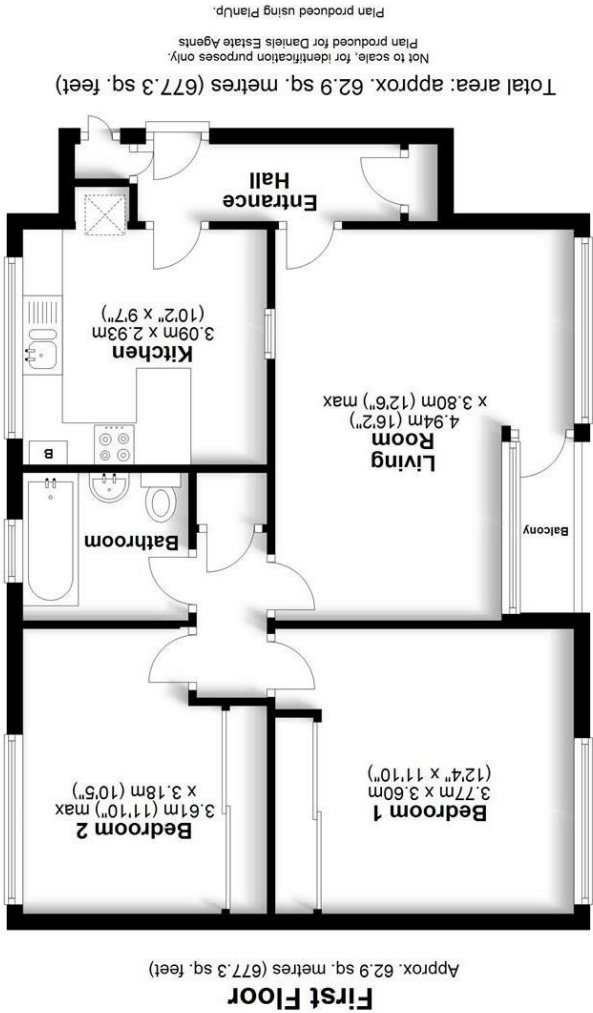 First Floor
Approx. 62.9 sq. metres (677.3 sq. feet)
Bedroom 1
3.77m x 3.60m
(12'4" x 11'10")
Bedroom 2
3.61m (11'10") max
x 3.18m (10'5")
Balcony
Living
Room
4.94m (16'2")
x 3.80m (12'6") max
Bathroom
B
Kitchen
3.09m x 2.93m
(10'2" x 9'7")
Entrance
Hall
Total area: approx. 62.9 sq. metres (677.3 sq. feet)
Not to scale, for identification purposes only.
Plan produced for Daniels Estate Agents
Plan produced using PlanUp.